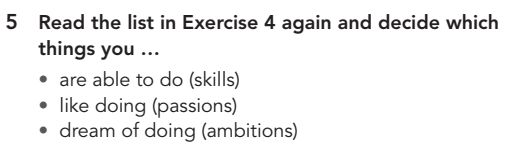 5 Read the list in Exercise 4 again and decide which
things you …
• are able to do (skills)
• like doing (passions)
• dream of doing (ambitions)